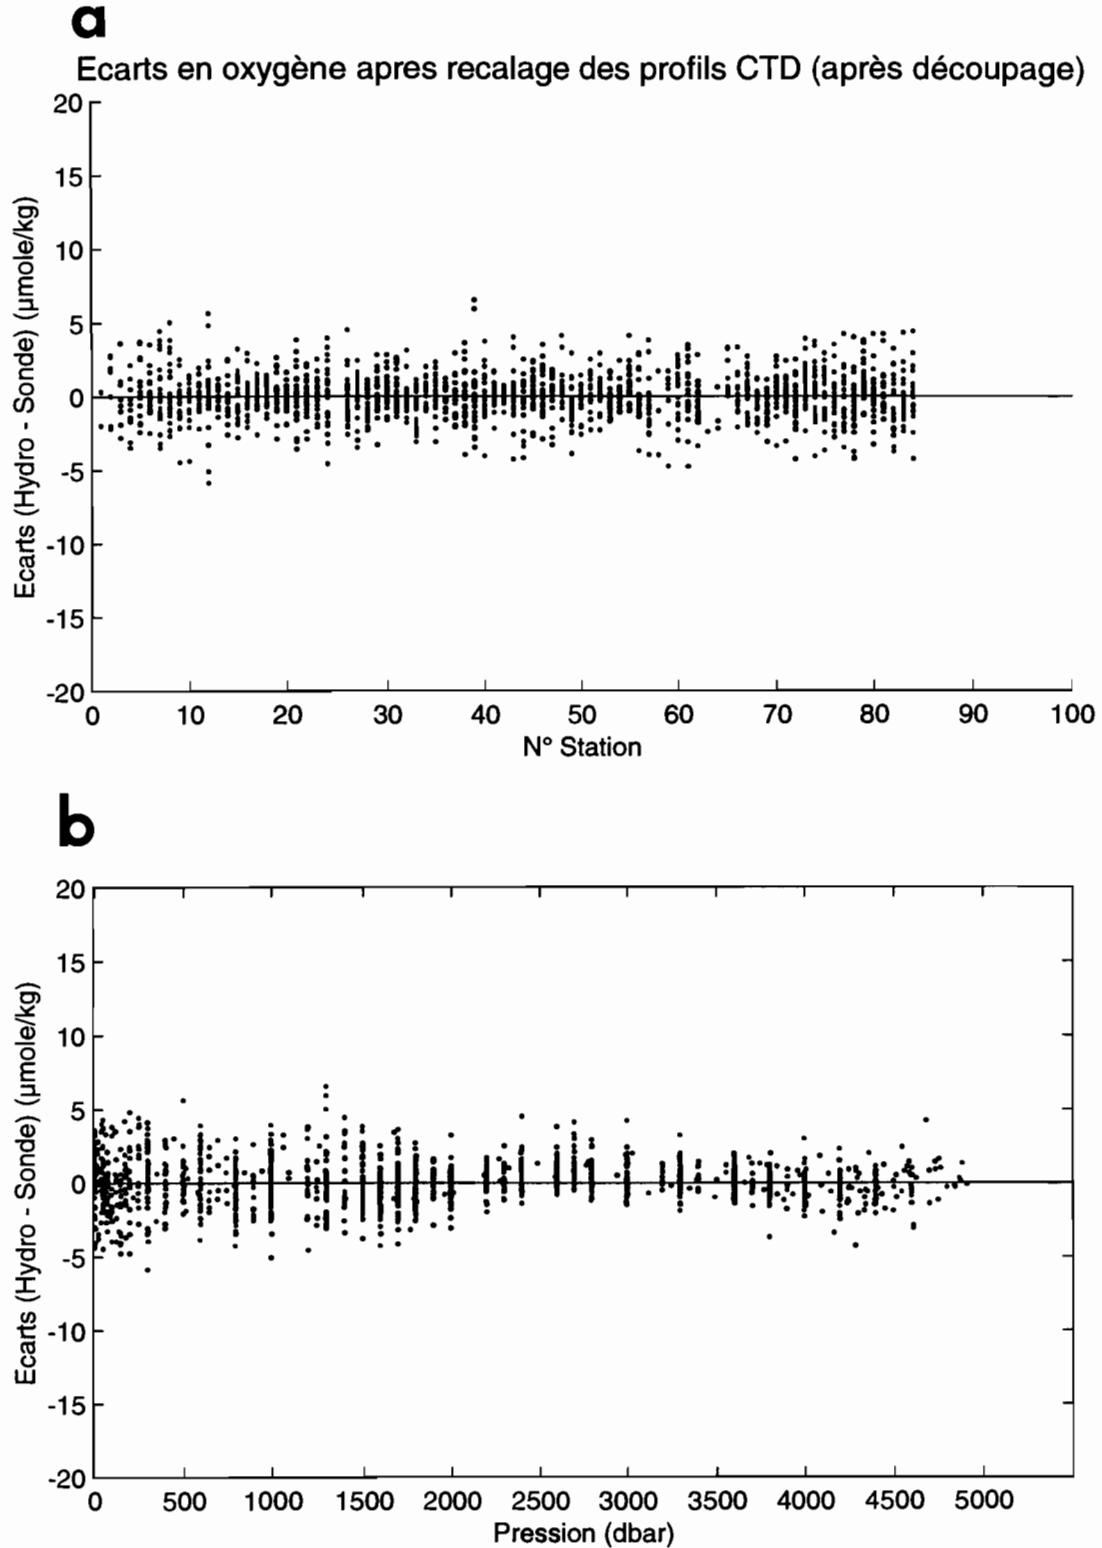 a
Ecarts en oxygène apres recalage des profils CTD (après découpage)
20
15
10
5
0
-5
-10
-15
-20
Ecarts (Hydro - Sonde) (µmole/kg)
0 10 20 30 40 50 60 70 80 90 100
N° Station
b
20
15
10
5
0
-5
-10
-15
-20
Ecarts (Hydro - Sonde) (µmole/kg)
0 500 1000 1500 2000 2500 3000 3500 4000 4500 5000
Pression (dbar)